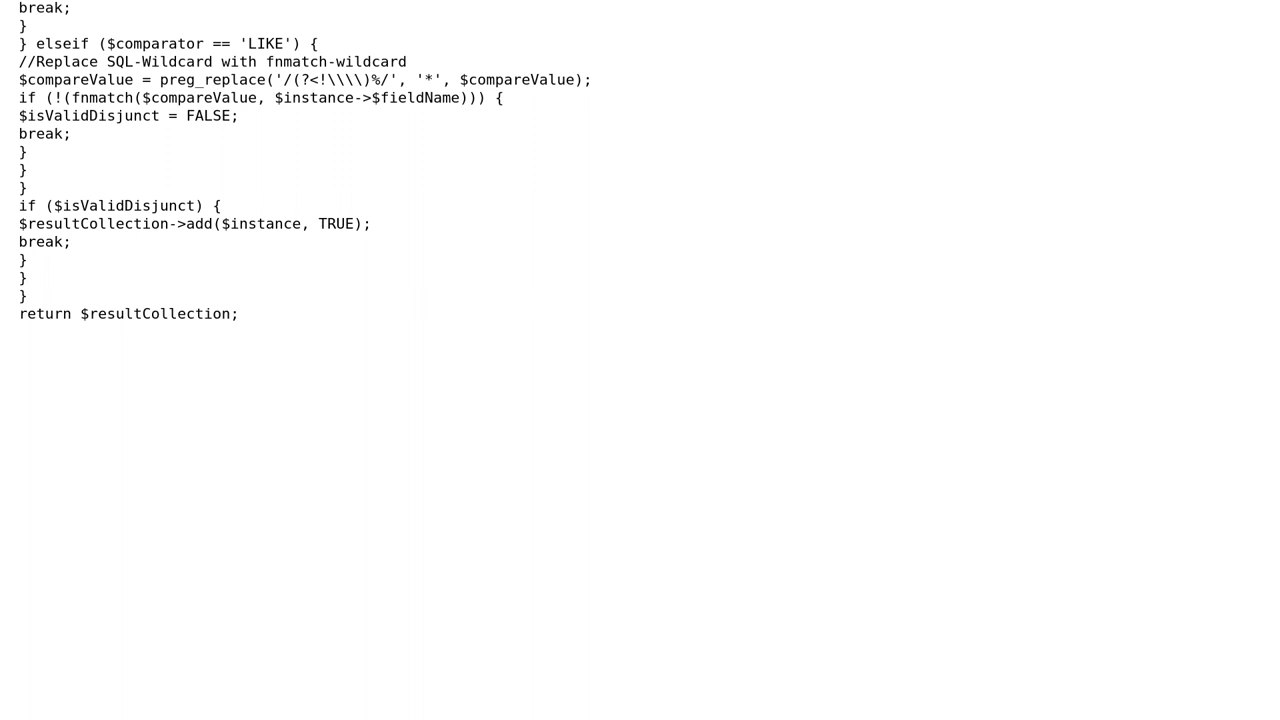 break;
}
} elseif ($comparator == 'LIKE') {
//Replace SQL-Wildcard with fnmatch-wildcard
$compareValue = preg_replace('/(?<!\\\\)%/', '*', $compareValue);
if (!(fnmatch($compareValue, $instance->$fieldName))) {
$isValidDisjunct = FALSE;
break;
}
}
}
if ($isValidDisjunct) {
$resultCollection->add($instance, TRUE);
break;
}
}
}
return $resultCollection;